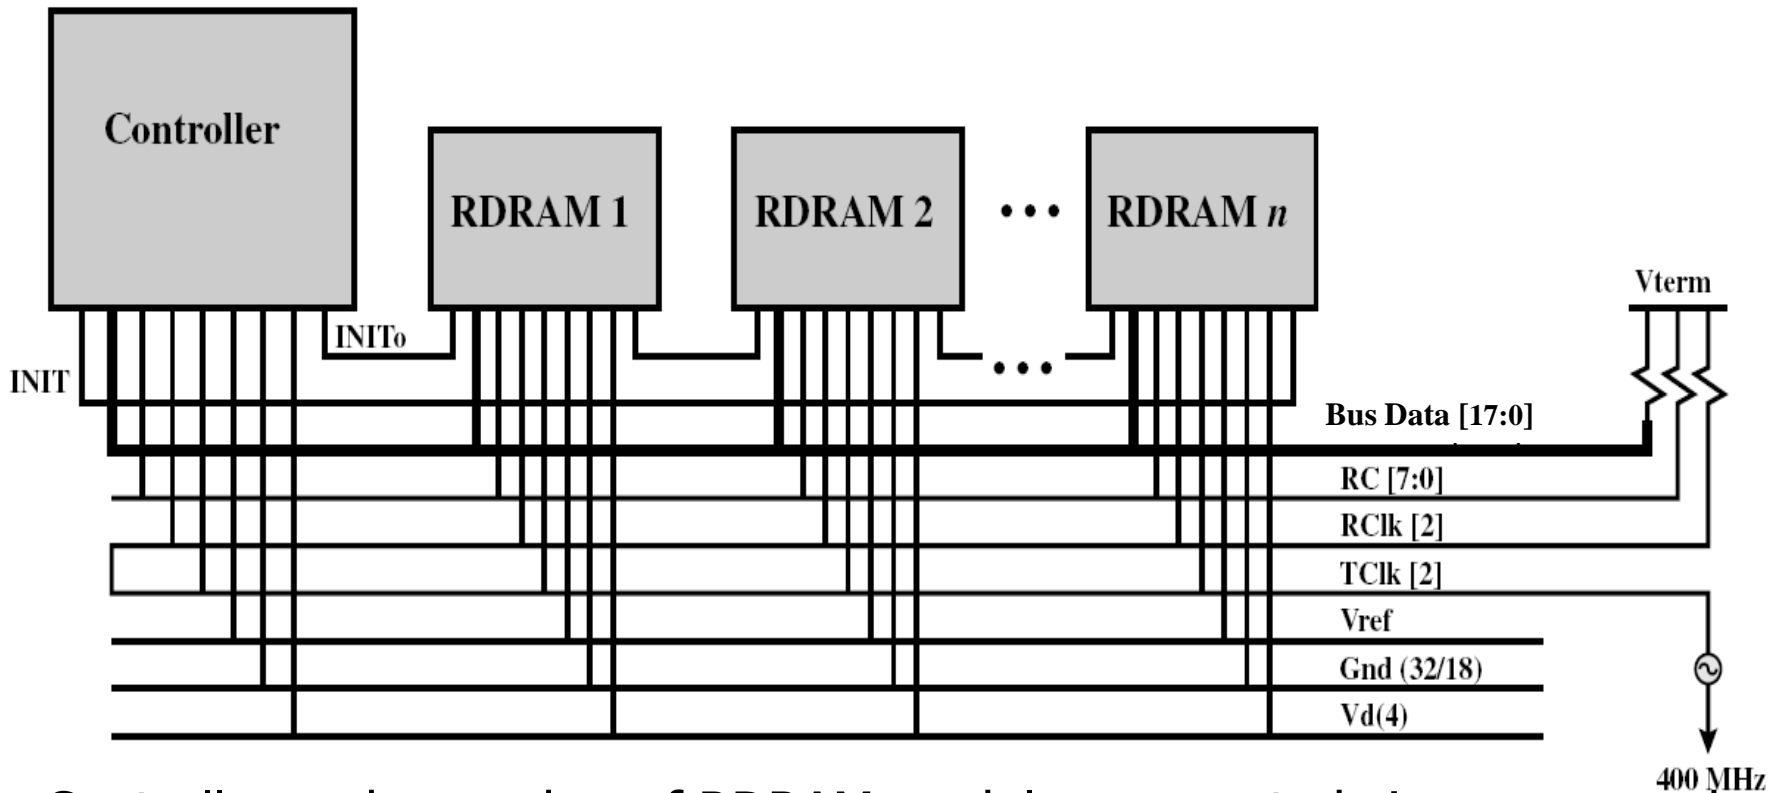 Controller
RDRAM 1
RDRAM 2
• • •
RDRAM n
Vterm
INITo
INIT
• • •
Bus Data [17:0]
RC [7:0]
RClk [2]
TClk [2]
Vref
Gnd (32/18)
Vd(4)
400 MHz